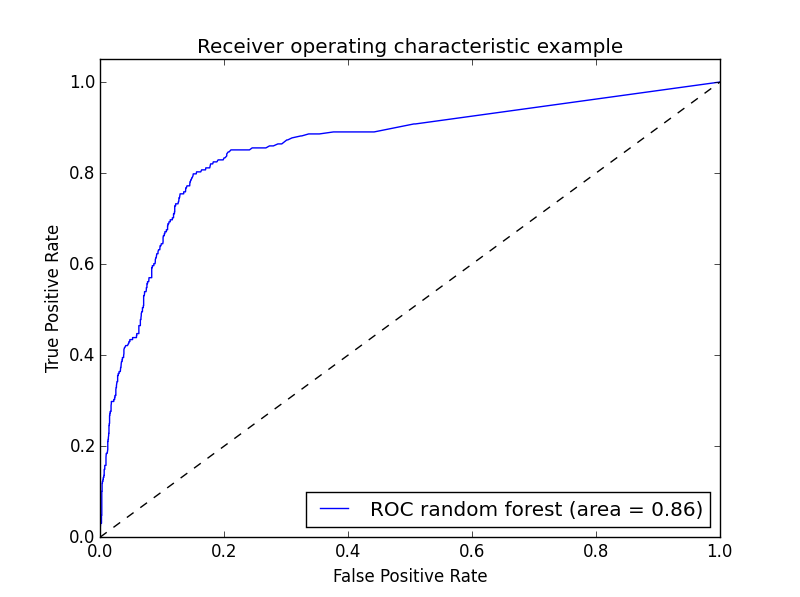 Receiver operating characteristic example
1.0
0.8
0.6
0.4
0.2
0.0
True Positive Rate
ROC random forest (area = 0.86)
0.0 0.2 0.4 0.6 0.8 1.0
False Positive Rate